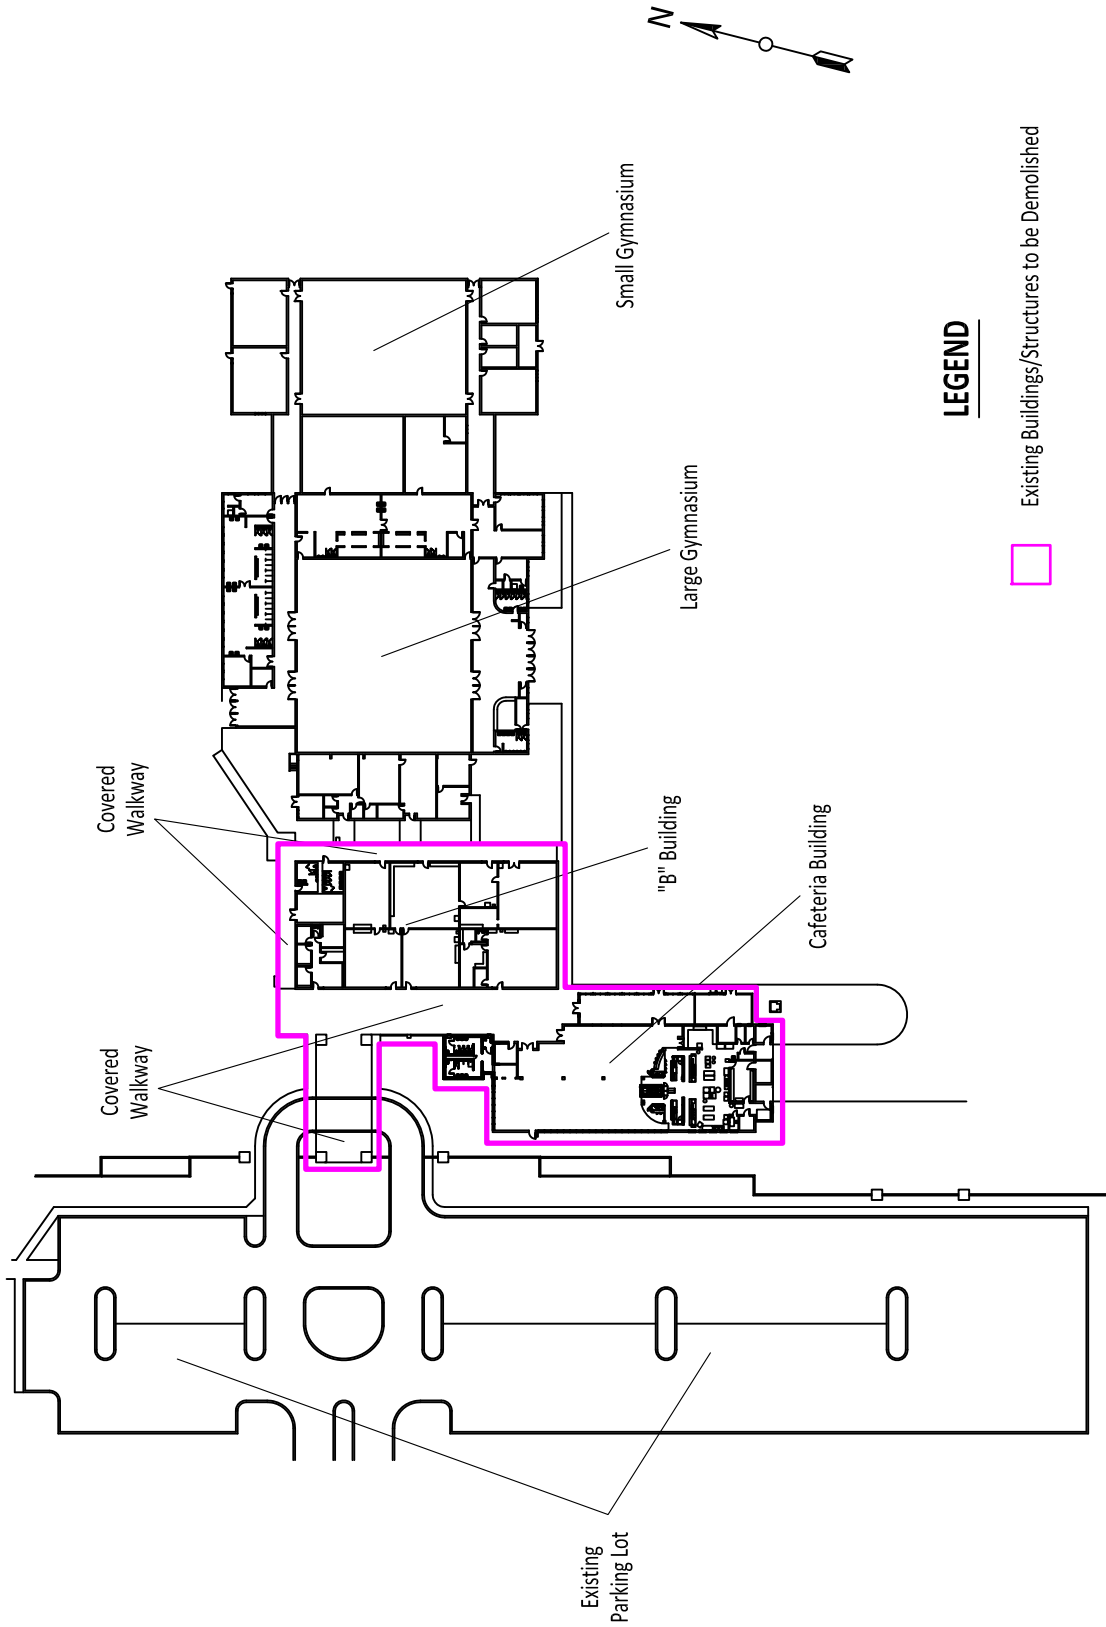 N
Small Gymnasium
Large Gymnasium
Covered
Walkway
"B" Building
Cafeteria Building
Covered
Walkway
Existing
Parking Lot
LEGEND
Existing Buildings/Structures to be Demolished